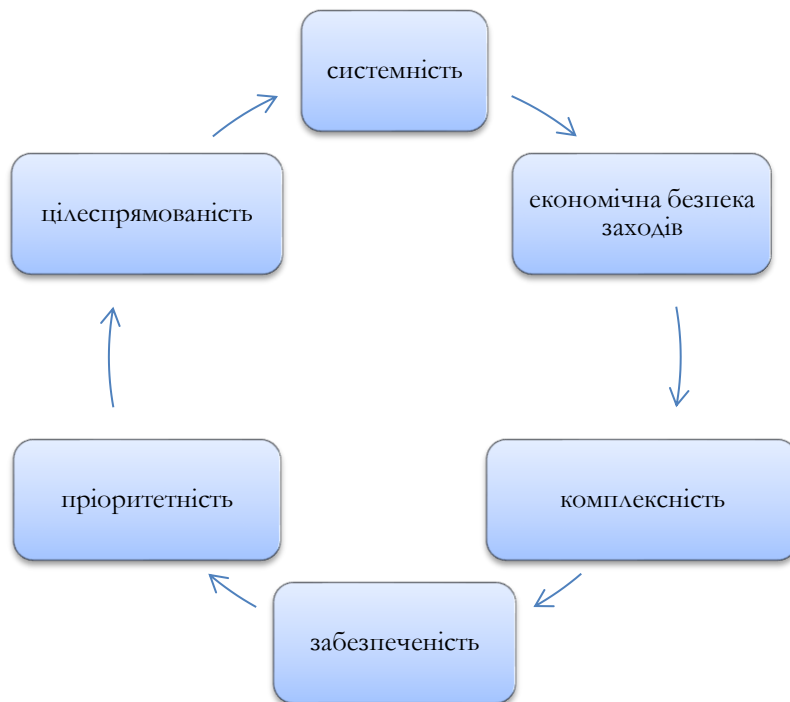 системність
економічна безпека
заходів
комплексність
забезпеченість
пріоритетність
цілеспрямованість